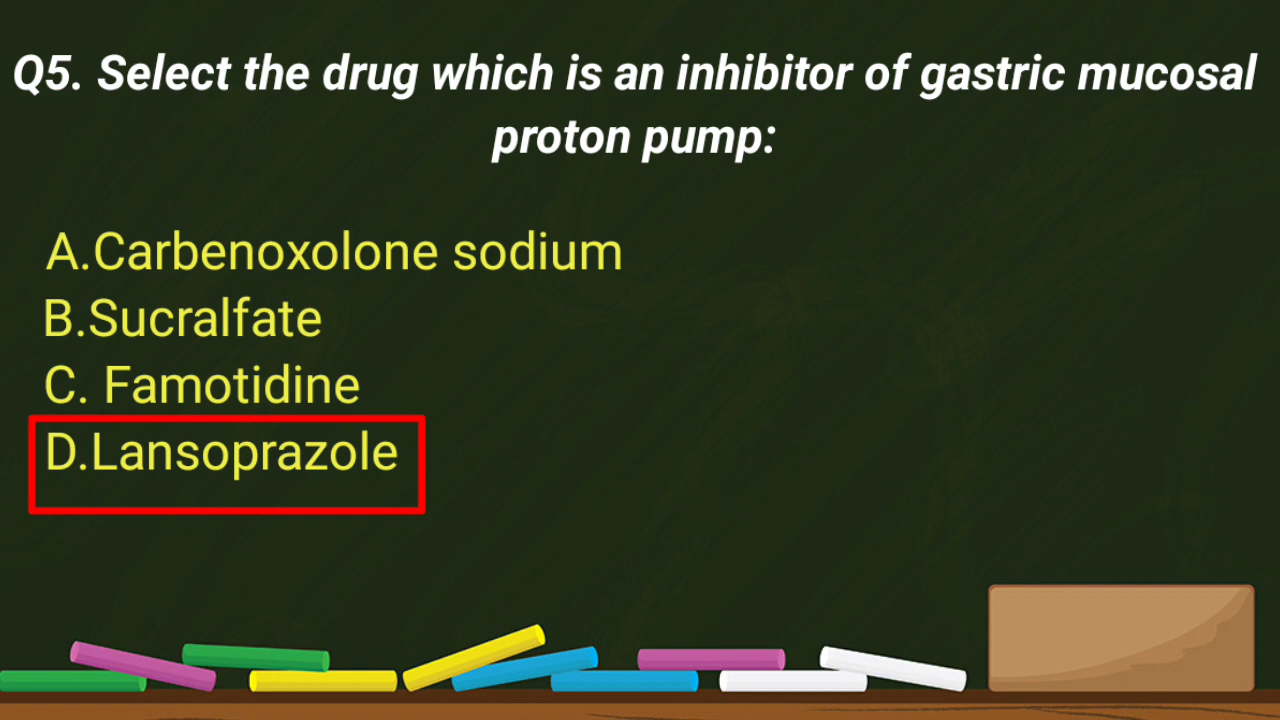 Q5. Select the drug which is an inhibitor of gastric mucosal
proton pump:
A.Carbenoxolone sodium
B.Sucralfate
C. Famotidine
D.Lansoprazole